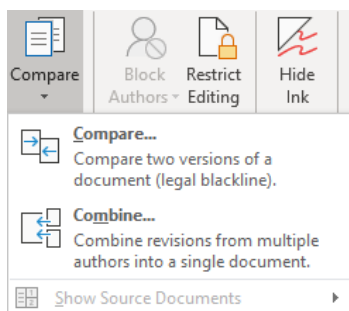 Compare
Block
Authors
Restrict
Editing
Hide
Ink
Compare...
Compare two versions of a
document (legal blackline).
Combine...
Combine revisions from multiple
authors into a single document.
Show Source Documents